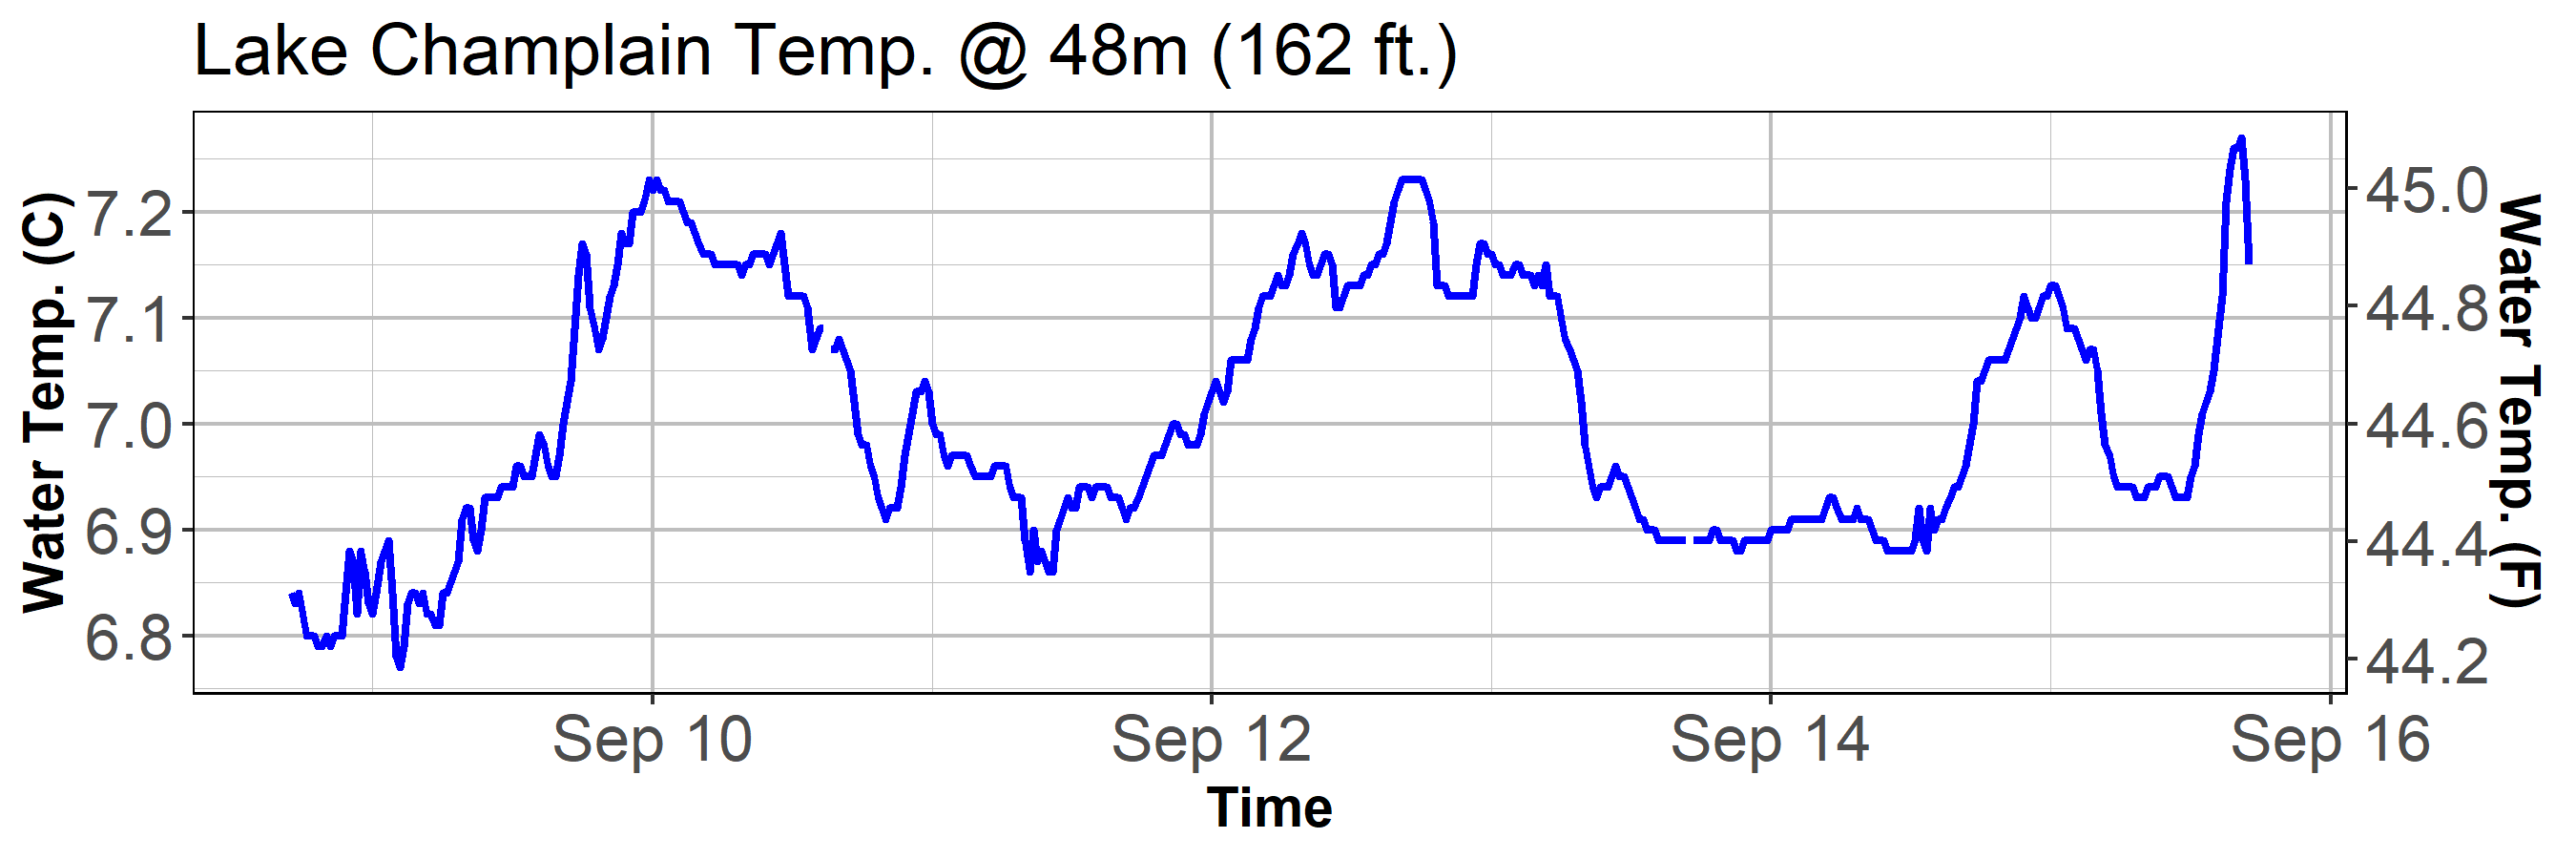 Lake Champlain Temp. @ 48m (162 ft.)
Water Temp. (C)
7.2
7.1
7.0
6.9
6.8
45.0
44.8
44.6
44.4
44.2
Water Temp. (F)
Sep 10
Sep 12
Sep 14
Sep 16
Time